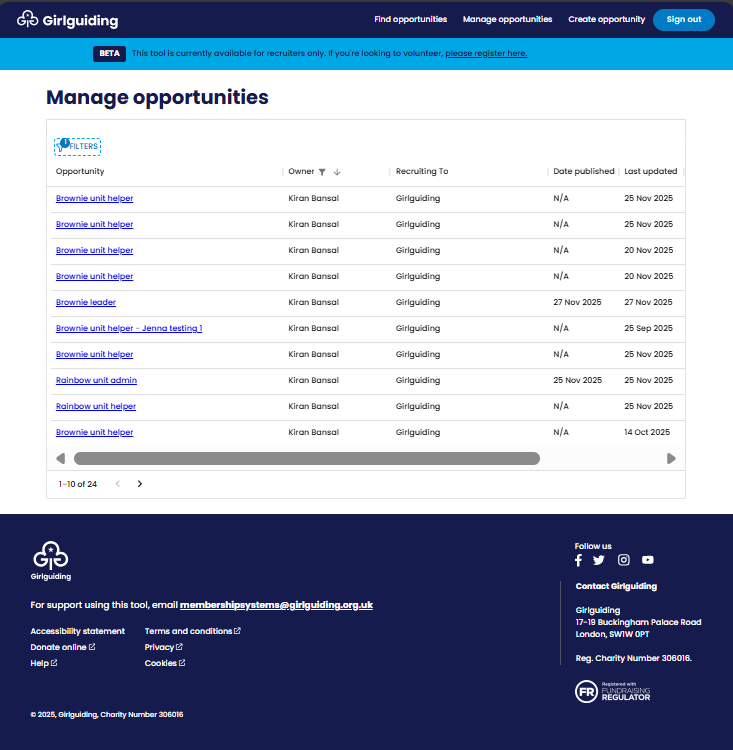 Girlguiding Find opportunities Manage opportunities Create opportunity Sign out
BETA This tool is currently available for recruiters only. If you're looking to volunteer, please register here.
Manage opportunities
1 FILTERS
Opportunity Owner Recruiting To Date published Last updated
Brownie unit helper Kiran Bansal Girlguiding N/A 25 Nov 2025
Brownie unit helper Kiran Bansal Girlguiding N/A 25 Nov 2025
Brownie unit helper Kiran Bansal Girlguiding N/A 20 Nov 2025
Brownie unit helper Kiran Bansal Girlguiding N/A 20 Nov 2025
Brownie leader Kiran Bansal Girlguiding 27 Nov 2025 27 Nov 2025
Brownie unit helper - Jenna testing 1 Kiran Bansal Girlguiding N/A 25 Sep 2025
Brownie unit helper Kiran Bansal Girlguiding N/A 25 Nov 2025
Rainbow unit admin Kiran Bansal Girlguiding 25 Nov 2025 25 Nov 2025
Rainbow unit helper Kiran Bansal Girlguiding N/A 25 Nov 2025
Brownie unit helper Kiran Bansal Girlguiding N/A 14 Oct 2025
1–10 of 24
Girlguiding
For support using this tool, email membershipsystems@girlguiding.org.uk
Accessibility statement Terms and conditions
Donate online Privacy
Help Cookies
© 2025, Girlguiding, Charity Number 306016
Follow us
Contact Girlguiding
Girlguiding
17-19 Buckingham Palace Road
London, SW1W 0PT
Reg. Charity Number 306016.
FR Registered with
FUNDRAISING
REGULATOR